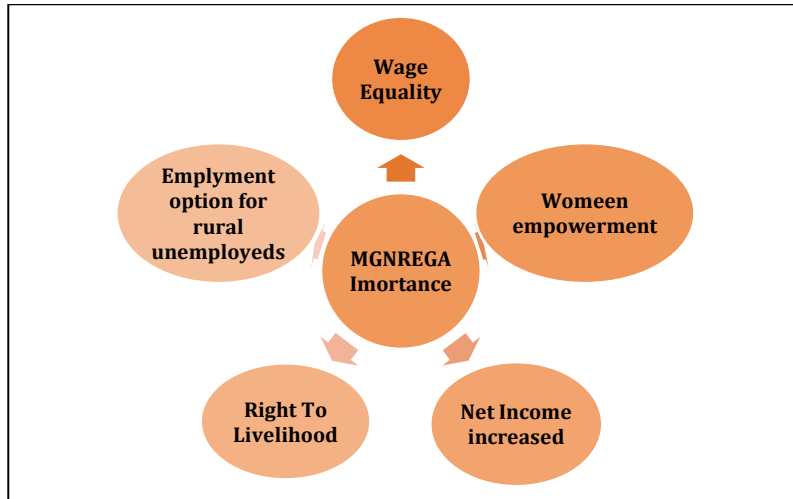 Wage
Equality
Emplyment
option for
rural
unemployeds
Womeen
empowerment
MGNREGA
Imortance
Right To
Livelihood
Net Income
increased